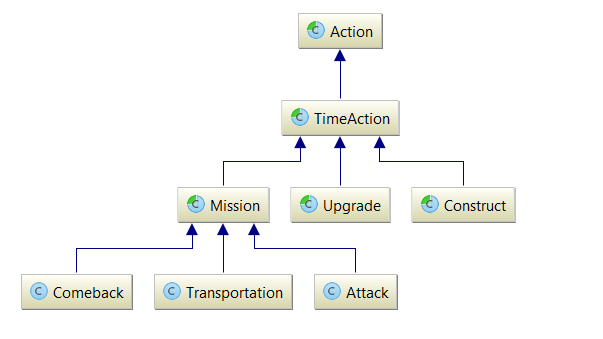 Action
TimeAction
Mission
Upgrade
Construct
Comeback
Transportation
Attack